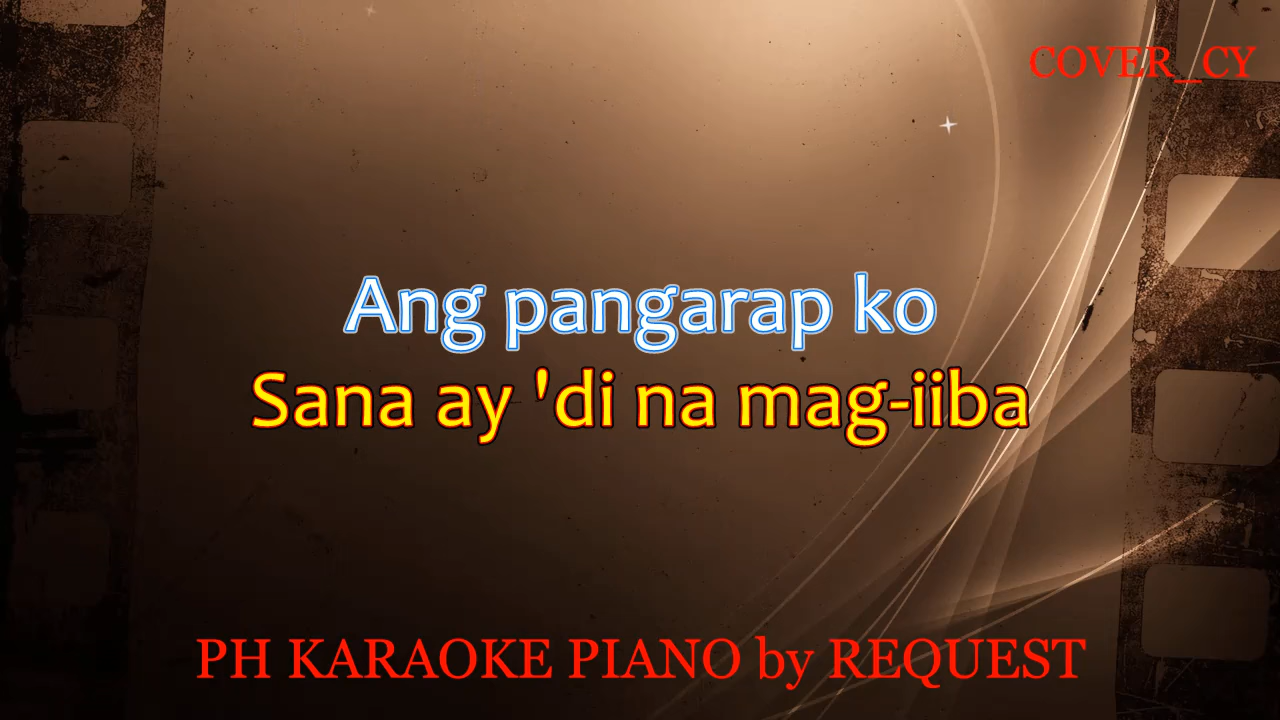 COVER_CY
Ang pangarap ko
Sana ay 'di na mag-iiba
PH KARAOKE PIANO by REQUEST